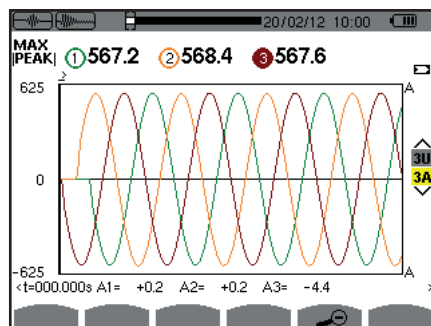 20/02/12 10:00
MAX
|PEAK| 1 567.2 2 568.4 3 567.6
625 A
0
3U
3A
-625 A
<t=000.000s A1= +0.2 A2= +0.2 A3= -4.4 >